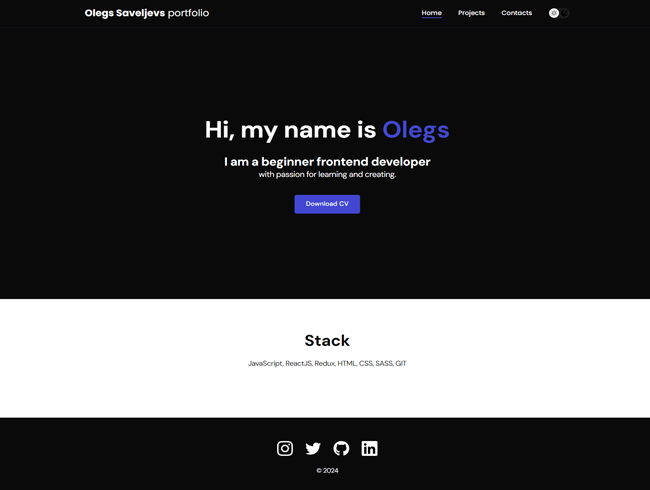 Olegs Saveljevs portfolio
Home Projects Contacts
Hi, my name is Olegs
I am a beginner frontend developer
with passion for learning and creating.
Download CV
Stack
JavaScript, ReactJS, Redux, HTML, CSS, SASS, GIT
in
© 2024